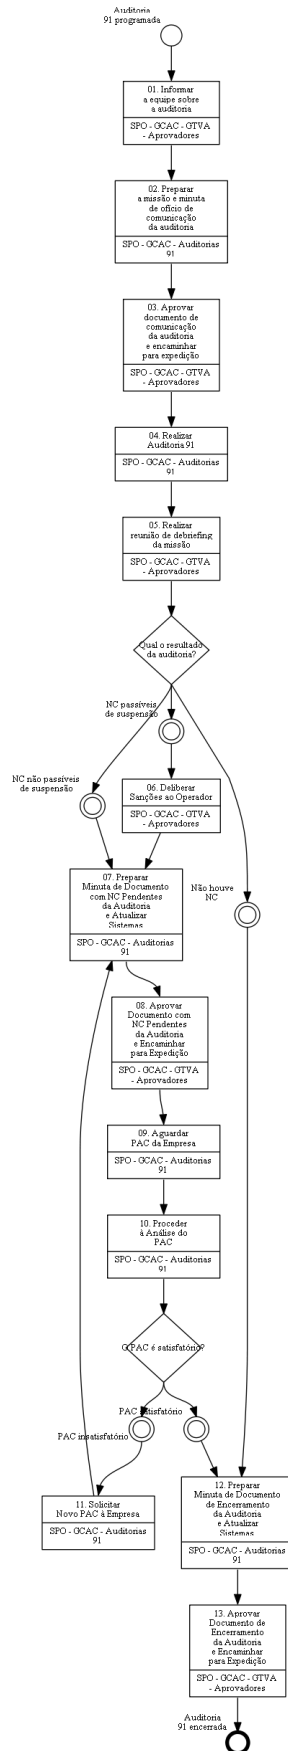 Auditoria
91 programada
01. Informar
a equipe sobre
a auditoria
SPO - GCAC - GTVA
- Aprovadores
02. Preparar
a missão e minuta
de ofício de
comunicação
da auditoria
SPO - GCAC - Auditorias
91
03. Aprovar
documento de
comunicação
da auditoria
e encaminhar
para expedição
SPO - GCAC - GTVA
- Aprovadores
04. Realizar
Auditoria 91
SPO - GCAC - Auditorias
91
05. Realizar
reunião de debriefing
da missão
SPO - GCAC - GTVA
- Aprovadores
Qual o resultado
da auditoria?
NC passíveis
de suspensão
NC não passíveis
de suspensão
06. Deliberar
Sanções ao Operador
SPO - GCAC - GTVA
- Aprovadores
07. Preparar
Minuta de Documento
com NC Pendentes
da Auditoria
e Atualizar
Sistemas
SPO - GCAC - Auditorias
91
Não houve
NC
08. Aprovar
Documento com
NC Pendentes
da Auditoria
e Encaminhar
para Expedição
SPO - GCAC - GTVA
- Aprovadores
09. Aguardar
PAC da Empresa
SPO - GCAC - Auditorias
91
10. Proceder
à Análise do
PAC
SPO - GCAC - Auditorias
91
O PAC é satisfatório?
PAC satisfatório
PAC insatisfatório
11. Solicitar
Novo PAC à Empresa
SPO - GCAC - Auditorias
91
12. Preparar
Minuta de Documento
de Encerramento
da Auditoria
e Atualizar
Sistemas
SPO - GCAC - Auditorias
91
13. Aprovar
Documento de
Encerramento
da Auditoria
e Encaminhar
para Expedição
SPO - GCAC - GTVA
- Aprovadores
Auditoria
91 encerrada